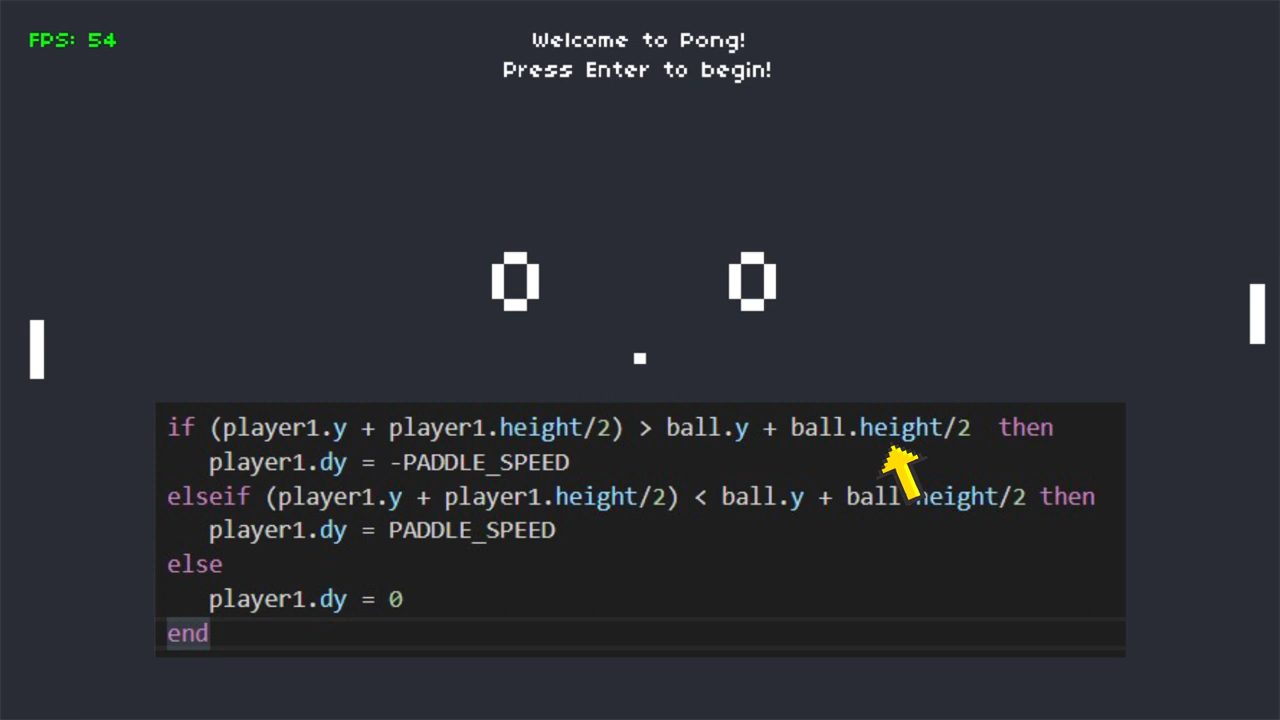 FPS: 54
Welcome to Pong!
Press Enter to begin!
0 0
if (player1.y + player1.height/2) > ball.y + ball.height/2 then
player1.dy = -PADDLE_SPEED
elseif (player1.y + player1.height/2) < ball.y + ball.height/2 then
player1.dy = PADDLE_SPEED
else
player1.dy = 0
end